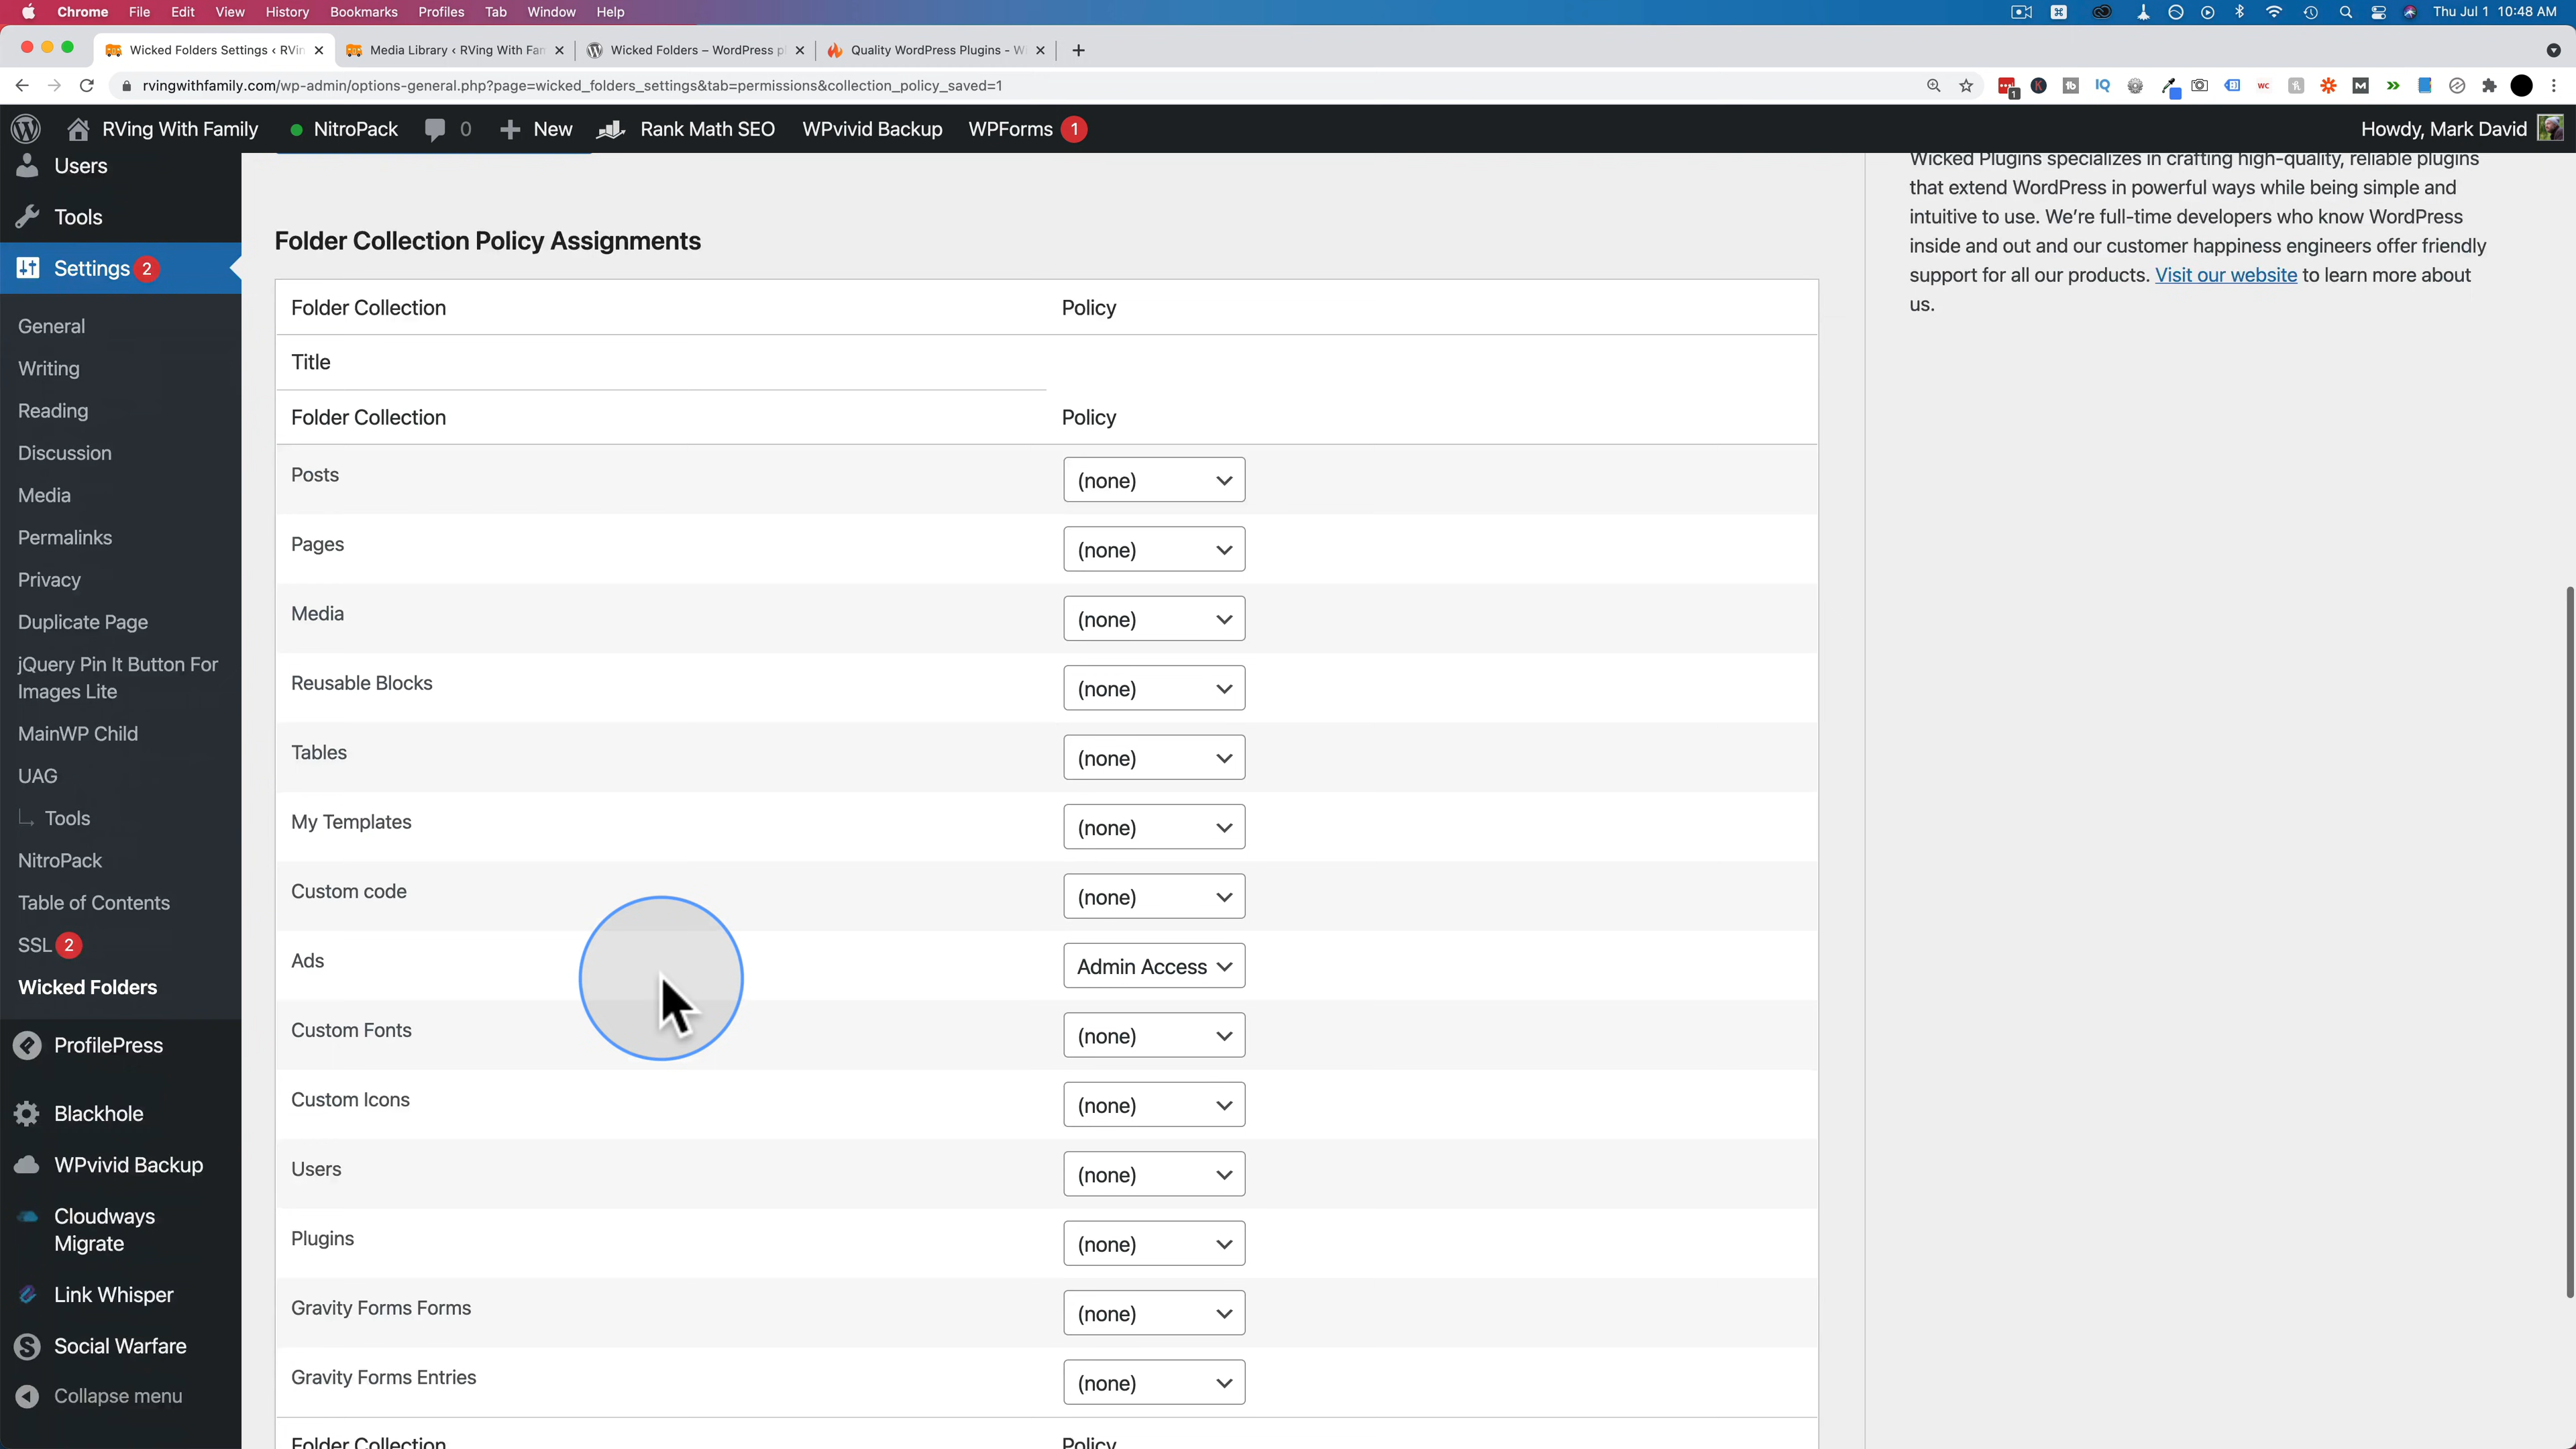 Chrome File Edit View History Bookmarks Profiles Tab Window Help Thu Jul 1 10:48 AM
Wicked Folders Settings ‹ RVin Media Library ‹ RVing With Fam Wicked Folders – WordPress pl Quality WordPress Plugins - W
rvingwithfamily.com/wp-admin/options-general.php?page=wicked_folders_settings&tab=permissions&collection_policy_saved=1
RVing With Family NitroPack 0 New Rank Math SEO WPvivid Backup WPForms 1 Howdy, Mark David
Users
Tools
Settings 2
General
Writing
Reading
Discussion
Media
Permalinks
Privacy
Duplicate Page
jQuery Pin It Button For
Images Lite
MainWP Child
UAG
Tools
NitroPack
Table of Contents
SSL 2
Wicked Folders
ProfilePress
Blackhole
WPvivid Backup
Cloudways
Migrate
Link Whisper
Social Warfare
Collapse menu
Folder Collection Policy Assignments
Folder Collection Policy
Title
Folder Collection Policy
Posts (none)
Pages (none)
Media (none)
Reusable Blocks (none)
Tables (none)
My Templates (none)
Custom code (none)
Ads Admin Access
Custom Fonts (none)
Custom Icons (none)
Users (none)
Plugins (none)
Gravity Forms Forms (none)
Gravity Forms Entries (none)
Folder Collection Policy
Wicked Plugins specializes in crafting high-quality, reliable plugins
that extend WordPress in powerful ways while being simple and
intuitive to use. We're full-time developers who know WordPress
inside and out and our customer happiness engineers offer friendly
support for all our products. Visit our website to learn more about
us.